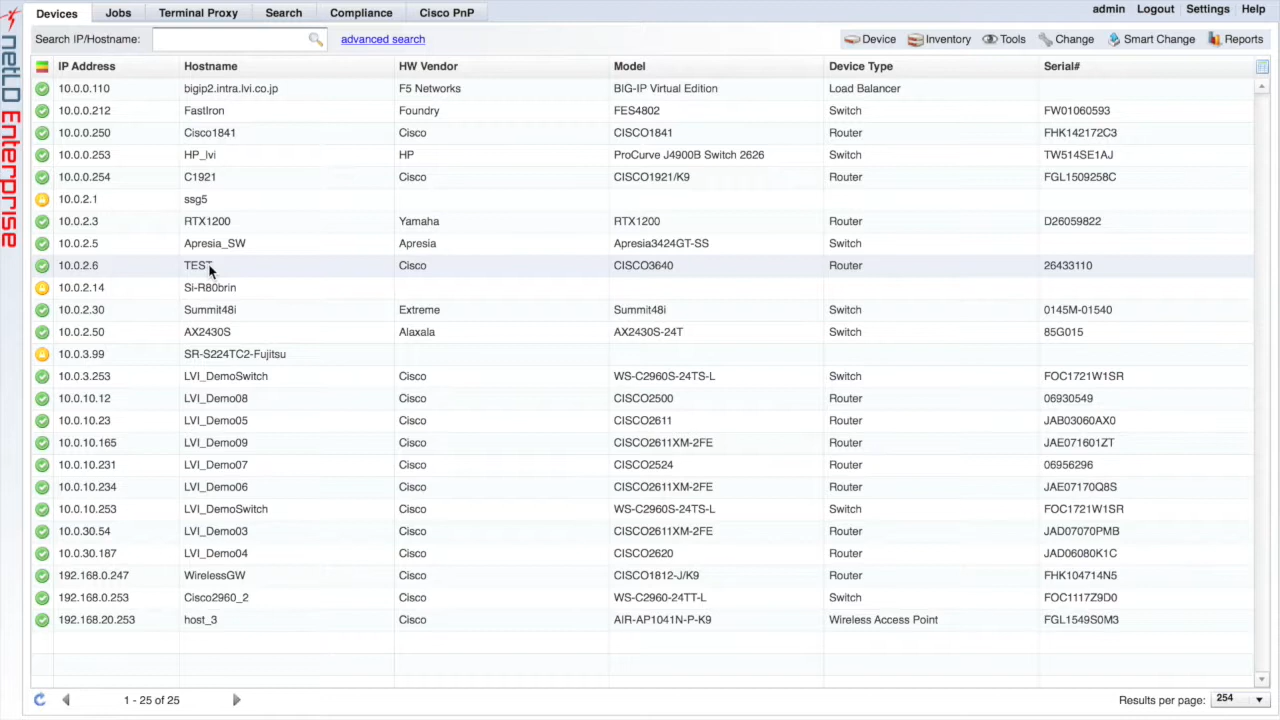 netLD Enterprise
Devices Jobs Terminal Proxy Search Compliance Cisco PnP admin Logout Settings Help
Search IP/Hostname: advanced search Device Inventory Tools Change Smart Change Reports
IP Address Hostname HW Vendor Model Device Type Serial#
10.0.0.110 bigip2.intra.lvi.co.jp F5 Networks BIG-IP Virtual Edition Load Balancer
10.0.0.212 FastIron Foundry FES4802 Switch FW01060593
10.0.0.250 Cisco1841 Cisco CISCO1841 Router FHK142172C3
10.0.0.253 HP_lvi HP ProCurve J4900B Switch 2626 Switch TW514SE1AJ
10.0.0.254 C1921 Cisco CISCO1921/K9 Router FGL1509258C
10.0.2.1 ssg5
10.0.2.3 RTX1200 Yamaha RTX1200 Router D26059822
10.0.2.5 Apresia_SW Apresia Apresia3424GT-SS Switch
10.0.2.6 TEST Cisco CISCO3640 Router 26433110
10.0.2.14 Si-R80brin
10.0.2.30 Summit48i Extreme Summit48i Switch 0145M-01540
10.0.2.50 AX2430S Alaxala AX2430S-24T Switch 85G015
10.0.3.99 SR-S224TC2-Fujitsu
10.0.3.253 LVI_DemoSwitch Cisco WS-C2960S-24TS-L Switch FOC1721W1SR
10.0.10.12 LVI_Demo08 Cisco CISCO2500 Router 06930549
10.0.10.23 LVI_Demo05 Cisco CISCO2611 Router JAB03060AX0
10.0.10.165 LVI_Demo09 Cisco CISCO2611XM-2FE Router JAE071601ZT
10.0.10.231 LVI_Demo07 Cisco CISCO2524 Router 06956296
10.0.10.234 LVI_Demo06 Cisco CISCO2611XM-2FE Router JAE07170Q8S
10.0.10.253 LVI_DemoSwitch Cisco WS-C2960S-24TS-L Switch FOC1721W1SR
10.0.30.54 LVI_Demo03 Cisco CISCO2611XM-2FE Router JAD07070PMB
10.0.30.187 LVI_Demo04 Cisco CISCO2620 Router JAD06080K1C
192.168.0.247 WirelessGW Cisco CISCO1812-J/K9 Router FHK104714N5
192.168.0.253 Cisco2960_2 Cisco WS-C2960-24TT-L Switch FOC1117Z9D0
192.168.20.253 host_3 Cisco AIR-AP1041N-P-K9 Wireless Access Point FGL1549S0M3
1 - 25 of 25 Results per page: 254